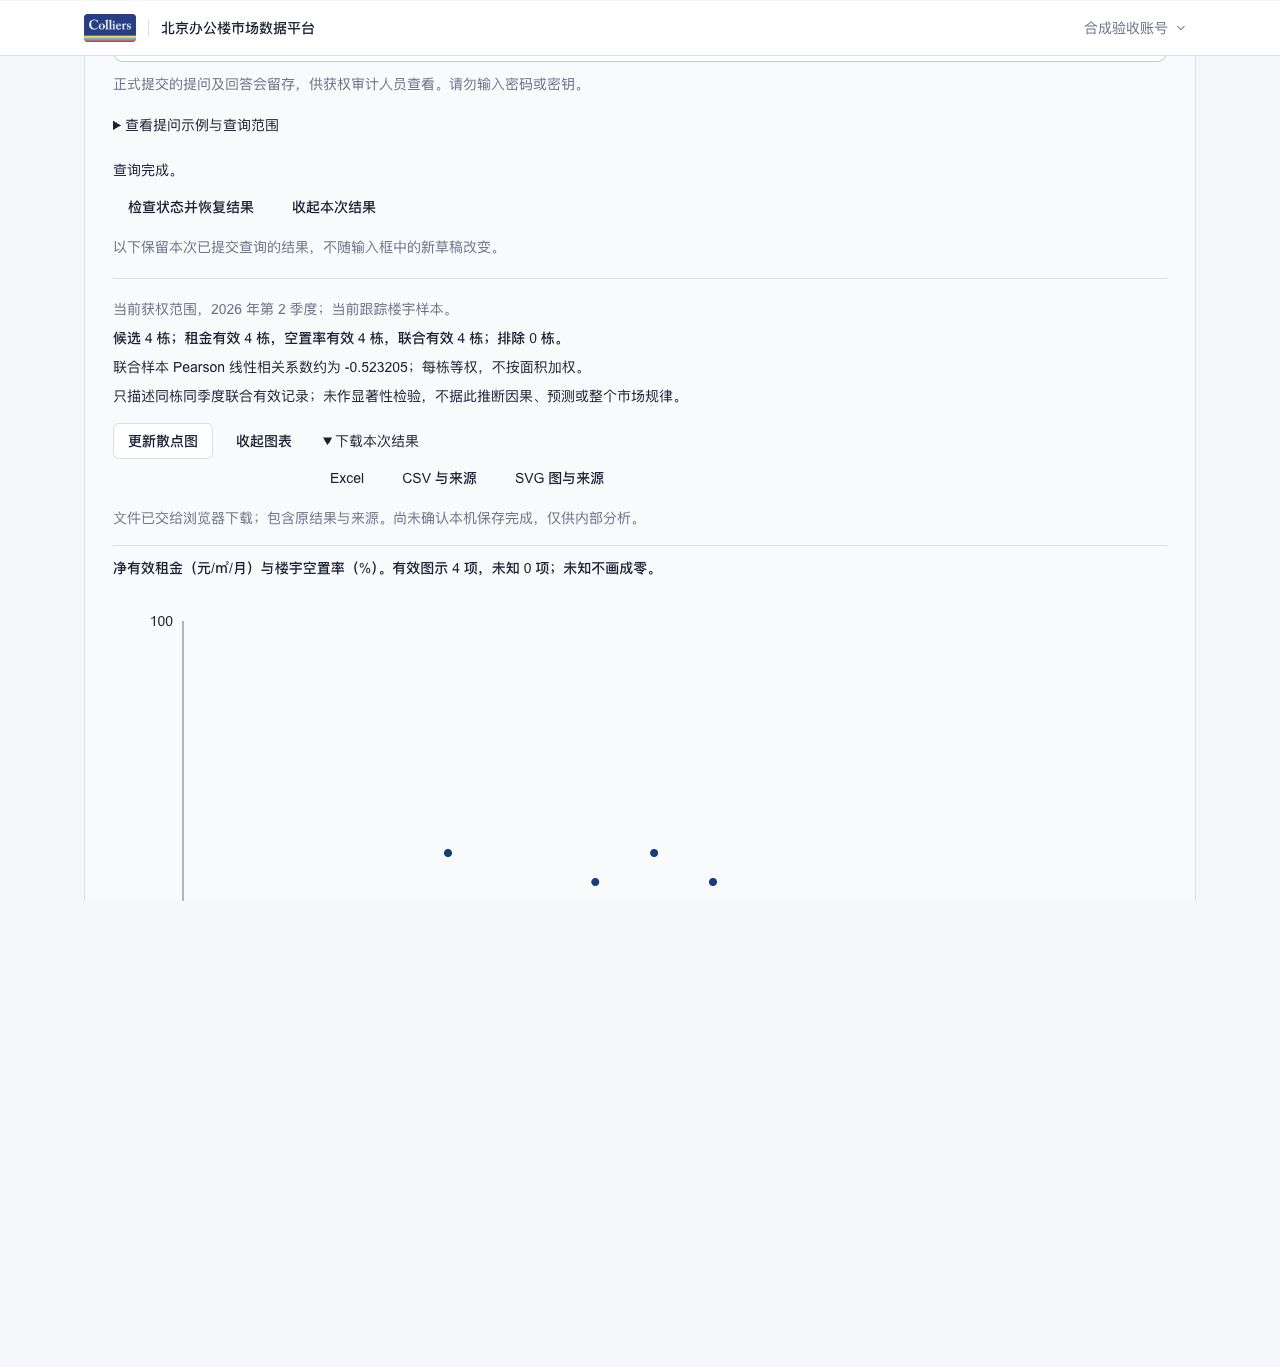 Colliers
北京办公楼市场数据平台
合成验收账号
正式提交的提问及回答会留存，供获权审计人员查看。请勿输入密码或密钥。
查看提问示例与查询范围
查询完成。
检查状态并恢复结果
收起本次结果
以下保留本次已提交查询的结果，不随输入框中的新草稿改变。
当前获权范围，2026 年第 2 季度；当前跟踪楼宇样本。
候选 4 栋；租金有效 4 栋，空置率有效 4 栋，联合有效 4 栋；排除 0 栋。
联合样本 Pearson 线性相关系数约为 -0.523205；每栋等权，不按面积加权。
只描述同栋同季度联合有效记录；未作显著性检验，不据此推断因果、预测或整个市场规律。
更新散点图
收起图表
下载本次结果
Excel
CSV 与来源
SVG 图与来源
文件已交给浏览器下载；包含原结果与来源。尚未确认本机保存完成，仅供内部分析。
净有效租金（元/㎡/月）与楼宇空置率（%）。有效图示 4 项，未知 0 项；未知不画成零。
100